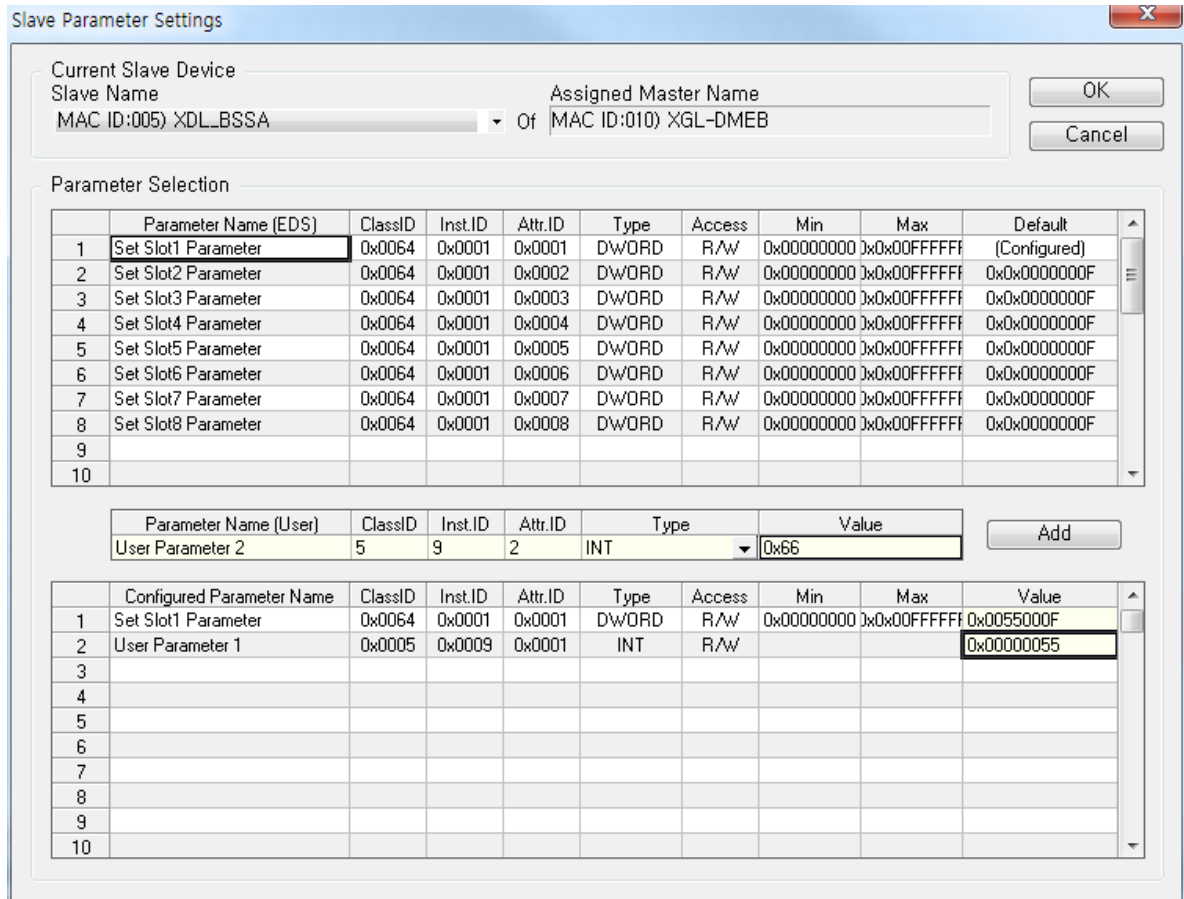 Slave Parameter Settings
Current Slave Device
Slave Name Assigned Master Name OK
MAC ID:005) XDL_BSSA Of MAC ID:010) XGL-DMEB
Cancel
Parameter Selection
Parameter Name (EDS) ClassID Inst.ID Attr.ID Type Access Min Max Default
1 Set Slot1 Parameter 0x0064 0x0001 0x0001 DWORD R/W 0x00000000 (Configured)
2 Set Slot2 Parameter 0x0064 0x0001 0x0002 DWORD R/W 0x00000000 0x0x0000000F
3 Set Slot3 Parameter 0x0064 0x0001 0x0003 DWORD R/W 0x00000000 0x0x0000000F
4 Set Slot4 Parameter 0x0064 0x0001 0x0004 DWORD R/W 0x00000000 0x0x0000000F
5 Set Slot5 Parameter 0x0064 0x0001 0x0005 DWORD R/W 0x00000000 0x0x0000000F
6 Set Slot6 Parameter 0x0064 0x0001 0x0006 DWORD R/W 0x00000000 0x0x0000000F
7 Set Slot7 Parameter 0x0064 0x0001 0x0007 DWORD R/W 0x00000000 0x0x0000000F
8 Set Slot8 Parameter 0x0064 0x0001 0x0008 DWORD R/W 0x00000000 0x0x0000000F
9
10
Parameter Name (User) ClassID Inst.ID Attr.ID Type Value
User Parameter 2 5 9 2 INT 0x66
Add
Configured Parameter Name ClassID Inst.ID Attr.ID Type Access Min Max Value
1 Set Slot1 Parameter 0x0064 0x0001 0x0001 DWORD R/W 0x00000000 0x0055000F
2 User Parameter 1 0x0005 0x0009 0x0001 INT R/W 0x00000055
3
4
5
6
7
8
9
10